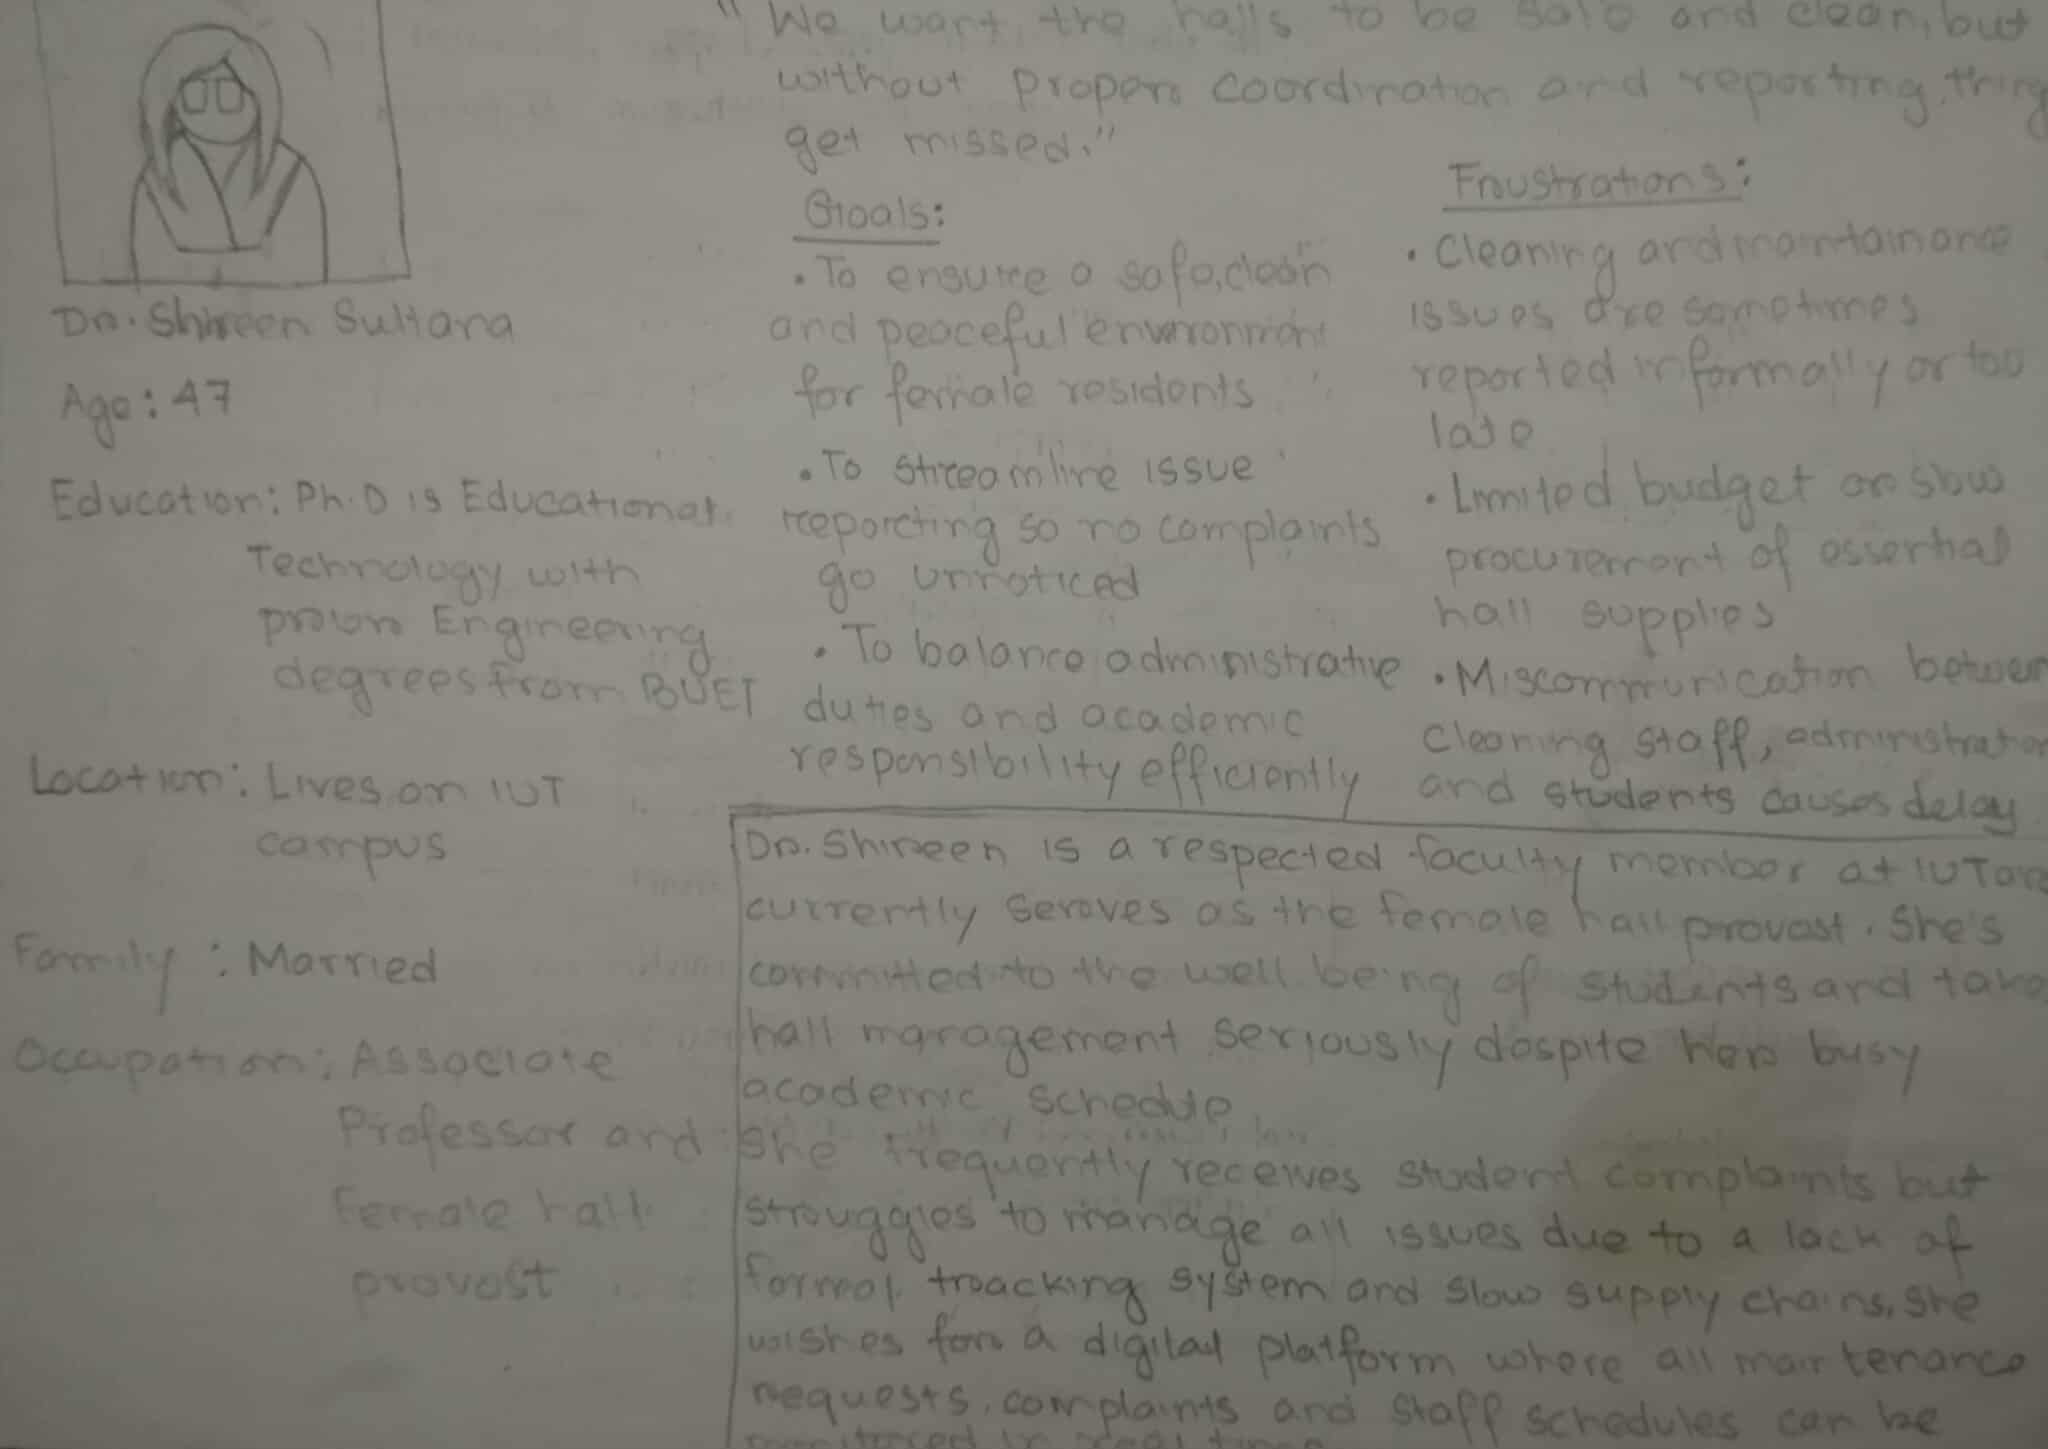 "We want the halls to be safe and clean, but
without proper coordination and reporting, thing
get missed."
Dr. Shireen Sultana
Age: 47
Education: Ph.D is Educational
Technology with
prior Engineering
degrees from BUET
Location: Lives on IUT
campus
Family: Married
Occupation: Associate
Professor and
Female hall
provost
Goals:
• To ensure a safe, clean
and peaceful environment
for female residents
• To streamline issue
reporting so no complaints
go unnoticed
• To balance administrative
duties and academic
responsibility efficiently
Frustrations:
• Cleaning and maintainance
issues are sometimes
reported informally or too
late
• Limited budget or slow
procurement of essential
hall supplies
• Miscommunication between
cleaning staff, administration
and students causes delay
Dr. Shireen is a respected faculty member at IUT and
currently serves as the female hall provost. She's
committed to the well being of students and take
hall management seriously despite her busy
academic schedule
She frequently receives student complaints but
struggles to manage all issues due to a lack of
formal tracking system and slow supply chains, she
wishes for a digital platform where all maintenance
requests, complaints and staff schedules can be
monitored in real time